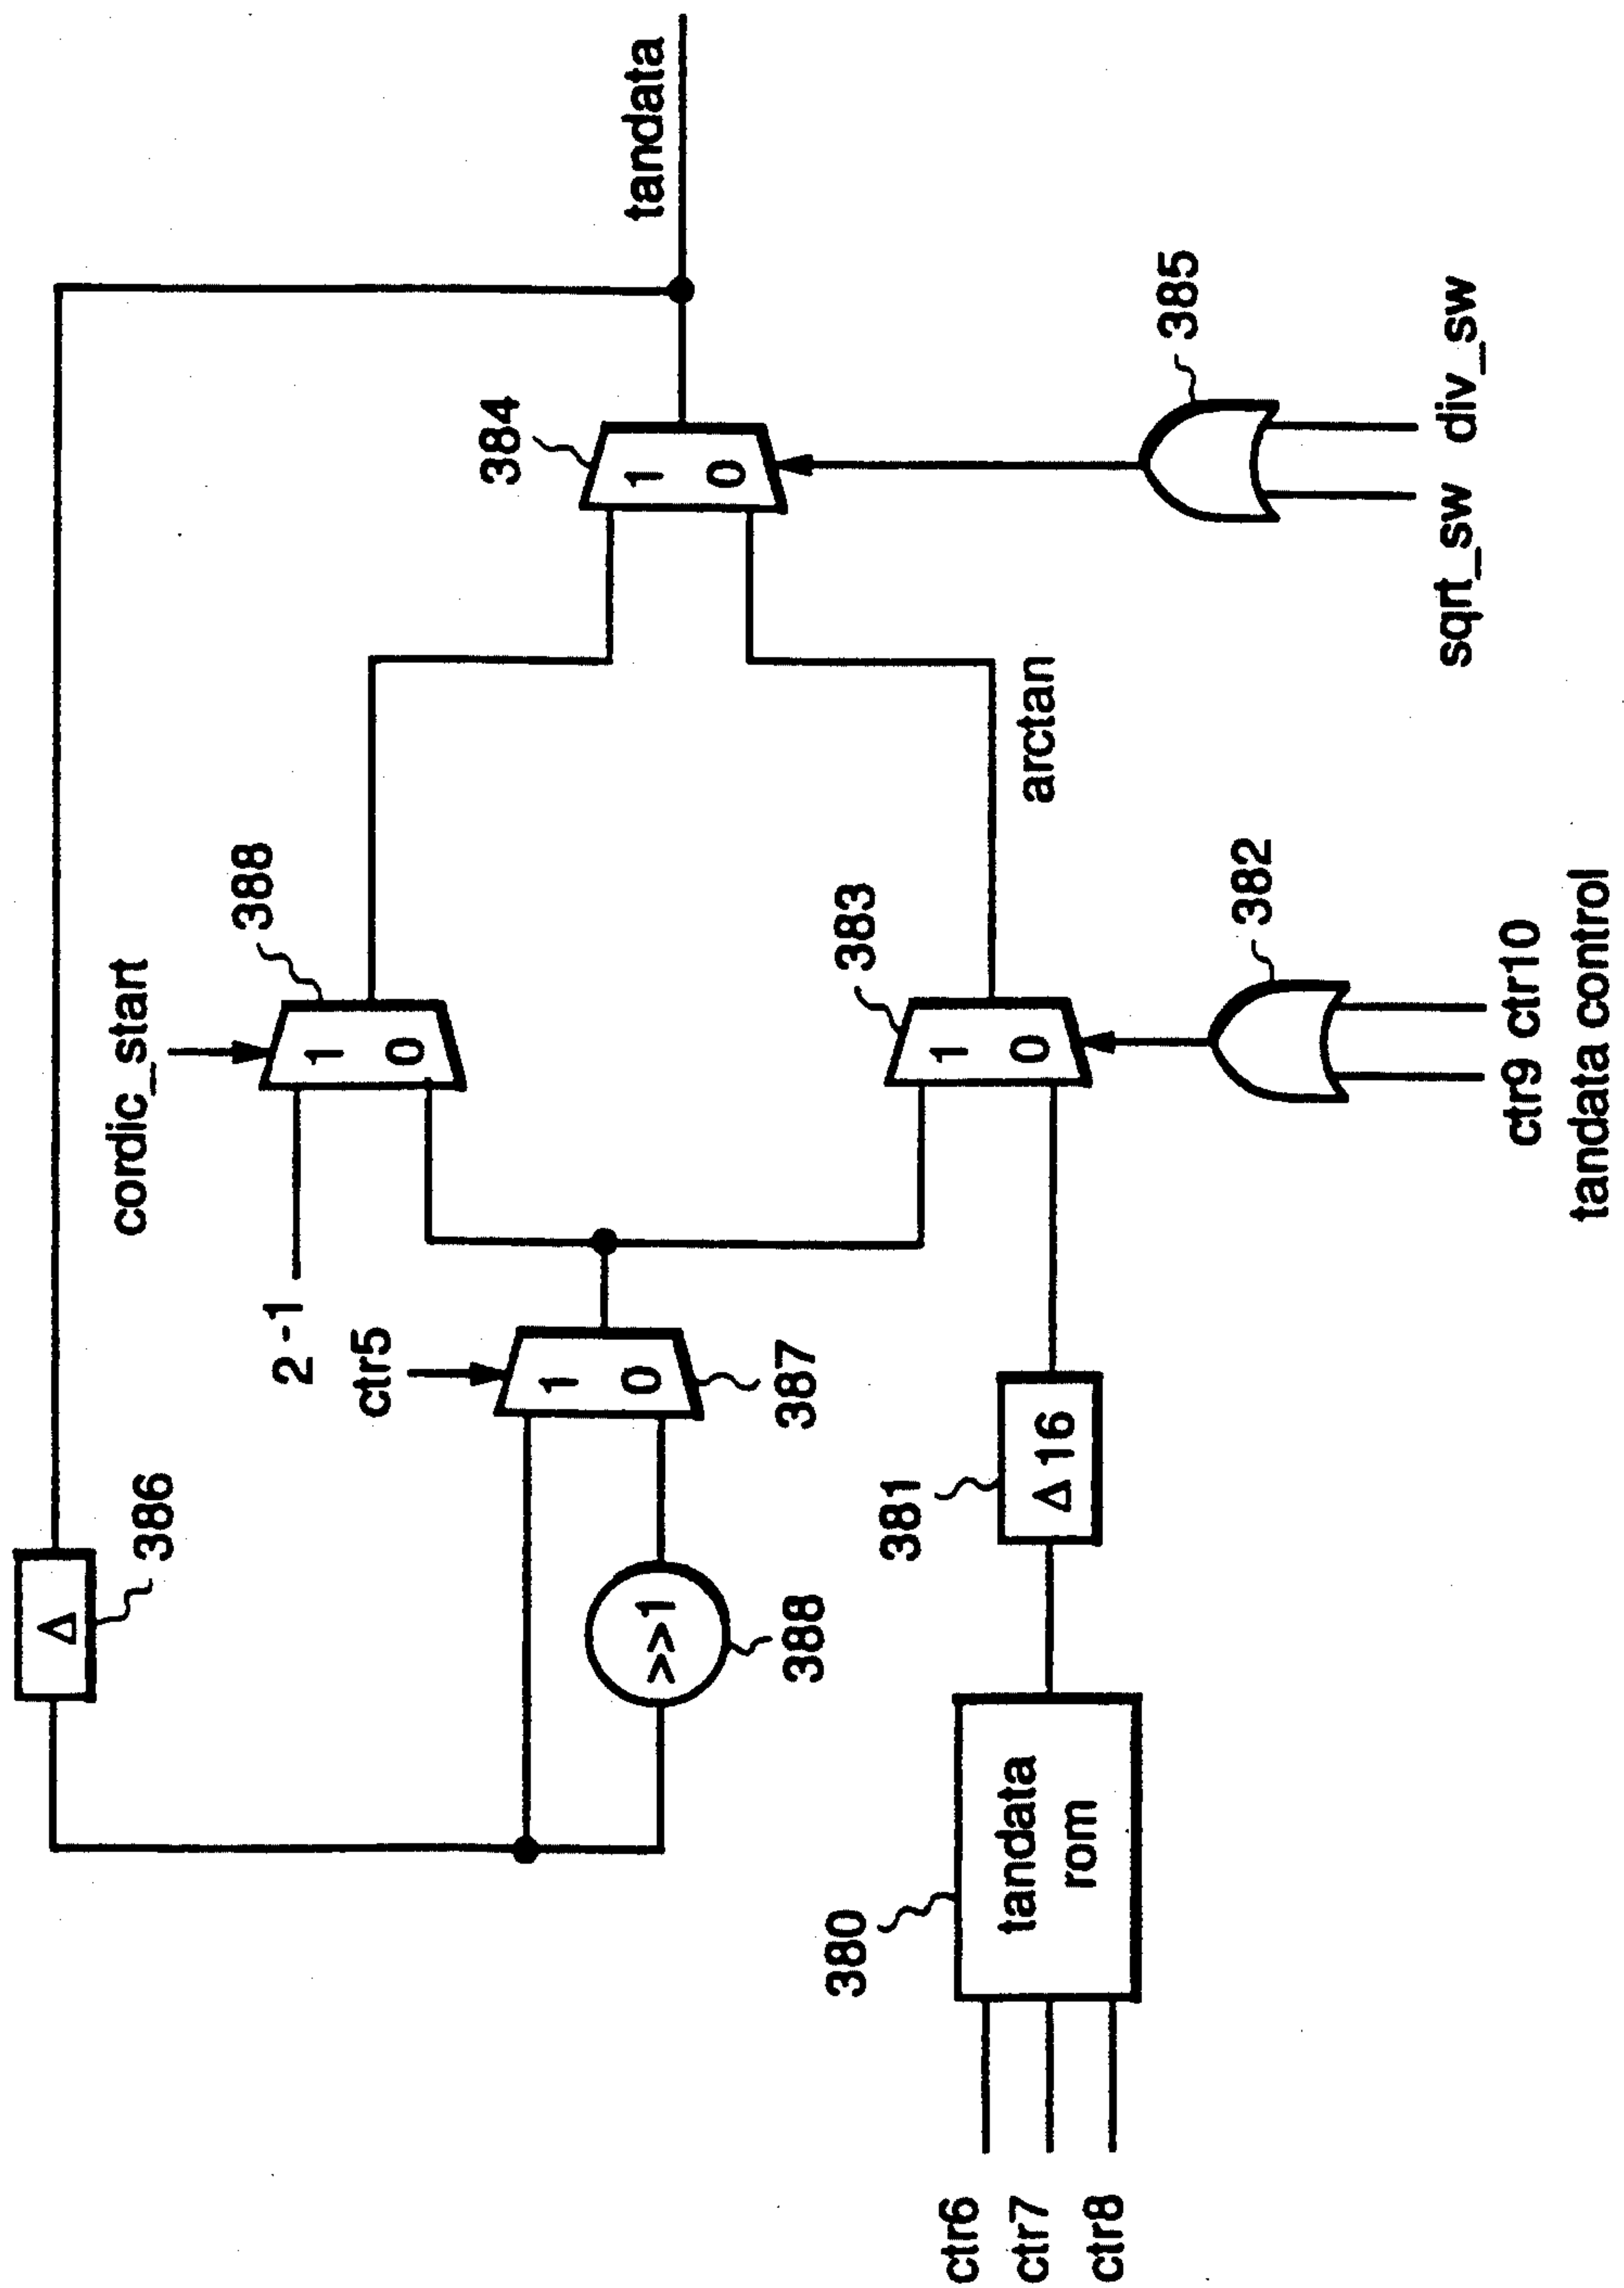 Δ
386
cordic_start
388
2 -1
1
0
ctr5
1
0
387
>>1
388
384
1
0
tandata
383
1
0
arctan
381
Δ 16
380
tandata
rom
ctr6
ctr7
ctr8
382
ctr9 ctr10
tandata control
385
sqrt_sw div_sw